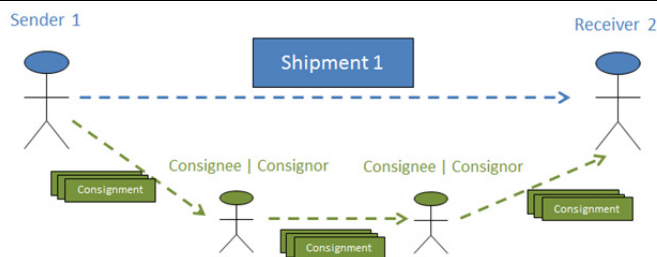 Sender 1
Receiver 2
Shipment 1
Consignee | Consignor
Consignee | Consignor
Consignment
Consignment
Consignment